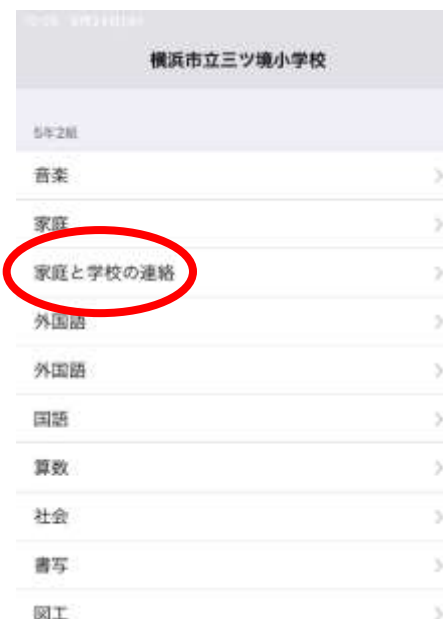 横浜市立三ツ境小学校
5年2組
音楽
家庭
家庭と学校の連絡
外国語
外国語
国語
算数
社会
書写
図工